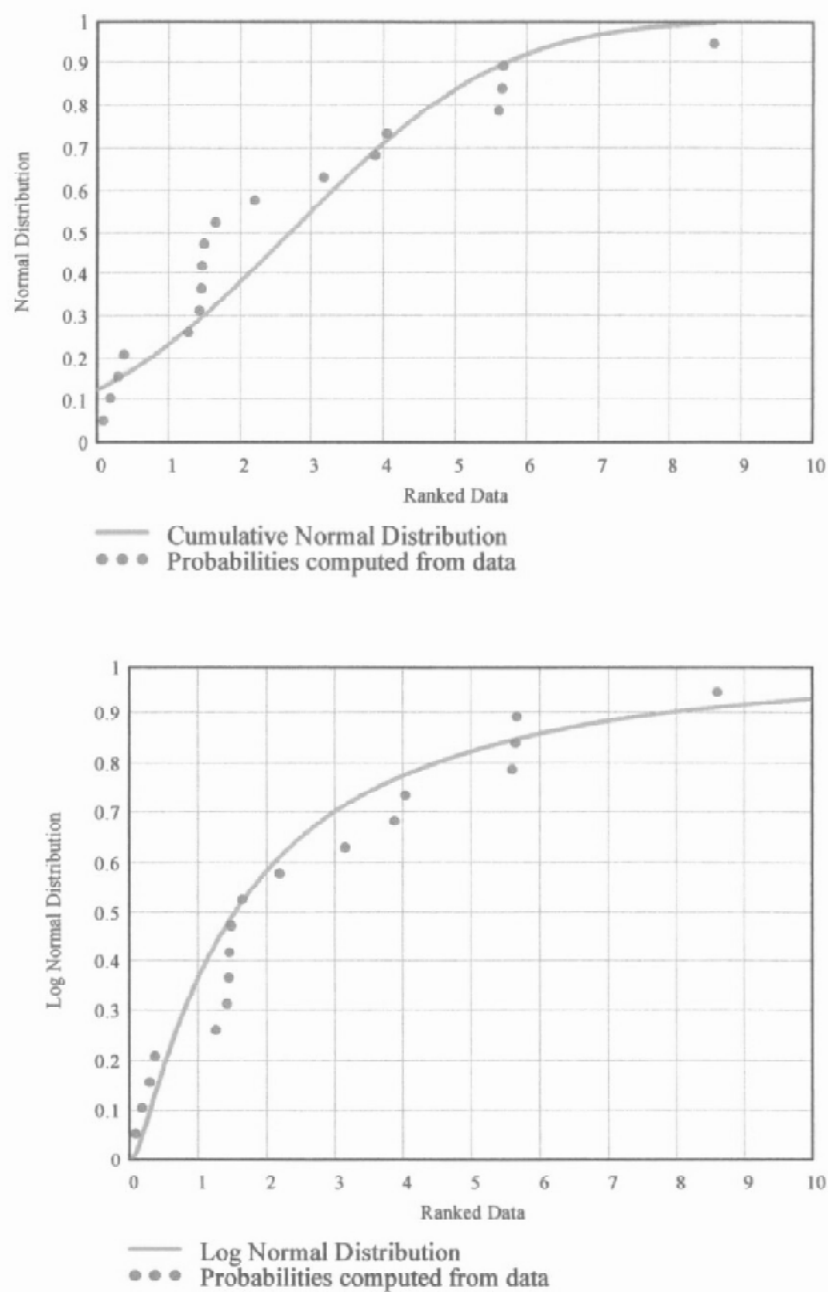 1
0.9
0.8
0.7
0.6
0.5
0.4
0.3
0.2
0.1
0
Normal Distribution
0 1 2 3 4 5 6 7 8 9 10
Ranked Data
Cumulative Normal Distribution
Probabilities computed from data
1
0.9
0.8
0.7
0.6
0.5
0.4
0.3
0.2
0.1
0
Log Normal Distribution
0 1 2 3 4 5 6 7 8 9 10
Ranked Data
Log Normal Distribution
Probabilities computed from data